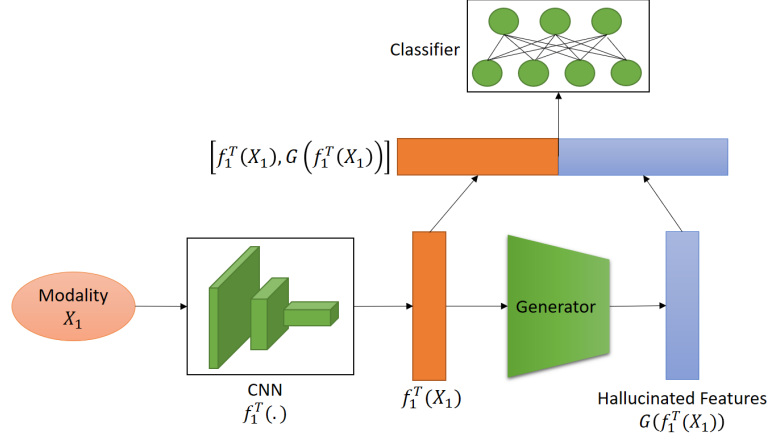 Classifier
[f₁ᵀ(X₁), G(f₁ᵀ(X₁))]
Modality
X₁
Generator
CNN
f₁ᵀ(.)
f₁ᵀ(X₁)
Hallucinated Features
G(f₁ᵀ(X₁))